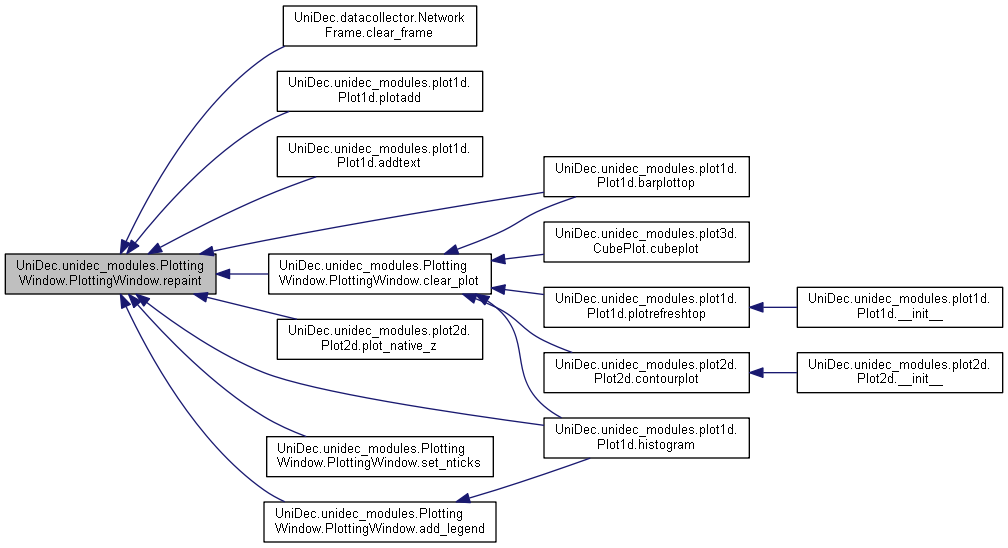 UniDec.datacollector.Network
Frame.clear_frame
UniDec.unidec_modules.plot1d.
Plot1d.plotadd
UniDec.unidec_modules.plot1d.
Plot1d.addtext
UniDec.unidec_modules.plot1d.
Plot1d.barplottop
UniDec.unidec_modules.plot3d.
CubePlot.cubeplot
UniDec.unidec_modules.Plotting
Window.PlottingWindow.repaint
UniDec.unidec_modules.Plotting
Window.PlottingWindow.clear_plot
UniDec.unidec_modules.plot1d.
Plot1d.plotrefreshtop
UniDec.unidec_modules.plot1d.
Plot1d.__init__
UniDec.unidec_modules.plot2d.
Plot2d.plot_native_z
UniDec.unidec_modules.plot2d.
Plot2d.contourplot
UniDec.unidec_modules.plot2d.
Plot2d.__init__
UniDec.unidec_modules.plot1d.
Plot1d.histogram
UniDec.unidec_modules.Plotting
Window.PlottingWindow.set_nticks
UniDec.unidec_modules.Plotting
Window.PlottingWindow.add_legend